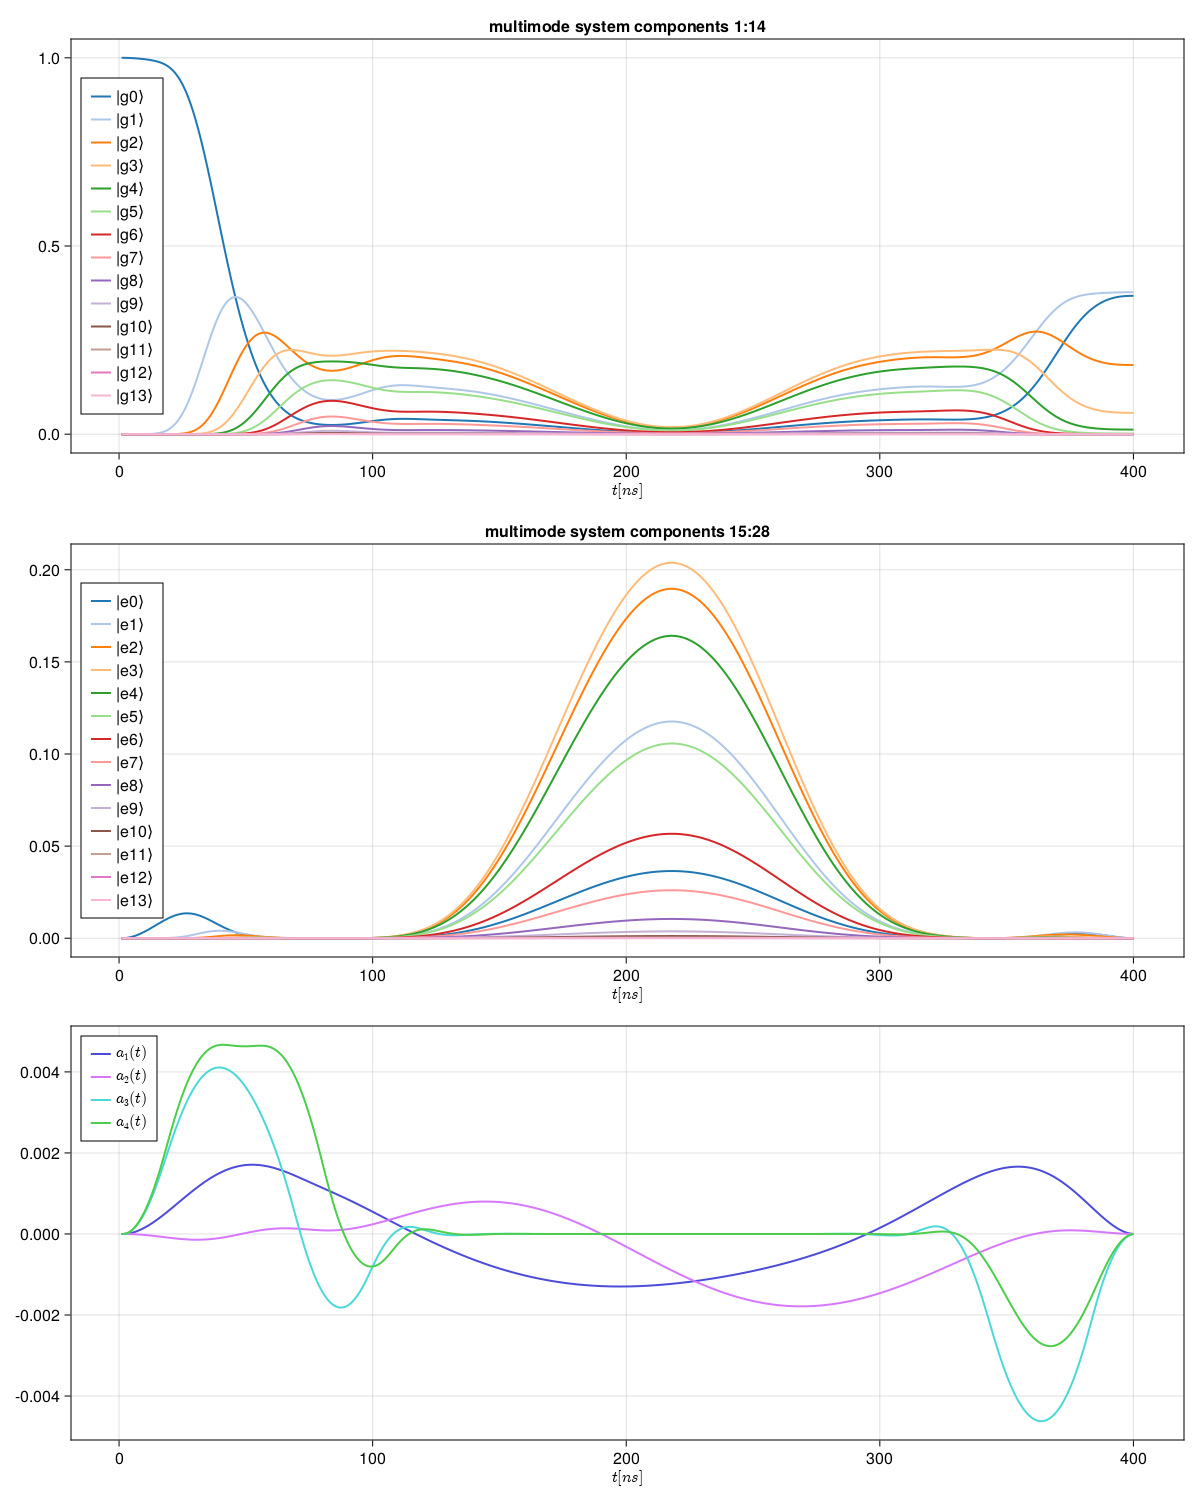 multimode system components 1:14
1.0
0.5
0.0
|g0⟩
|g1⟩
|g2⟩
|g3⟩
|g4⟩
|g5⟩
|g6⟩
|g7⟩
|g8⟩
|g9⟩
|g10⟩
|g11⟩
|g12⟩
|g13⟩
0 100 200 300 400
t[ns]
multimode system components 15:28
0.20
0.15
0.10
0.05
0.00
|e0⟩
|e1⟩
|e2⟩
|e3⟩
|e4⟩
|e5⟩
|e6⟩
|e7⟩
|e8⟩
|e9⟩
|e10⟩
|e11⟩
|e12⟩
|e13⟩
0 100 200 300 400
t[ns]
0.004
0.002
0.000
-0.002
-0.004
a₁(t)
a₂(t)
a₃(t)
a₄(t)
0 100 200 300 400
t[ns]